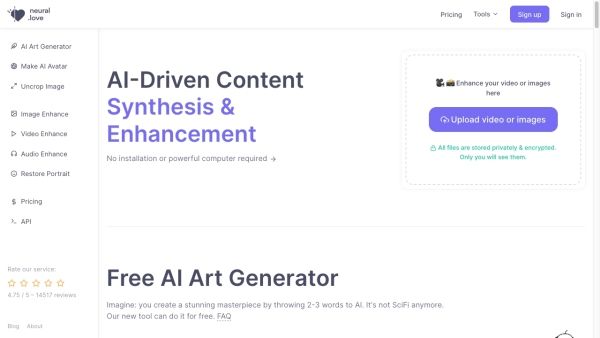 neural
.love
Pricing
Tools
Sign up
Sign in
AI Art Generator
Make AI Avatar
Uncrop Image
Image Enhance
Video Enhance
Audio Enhance
Restore Portrait
Pricing
API
Rate our service:
4.75 / 5 – 14517 reviews
Blog
About
AI-Driven Content
Synthesis &
Enhancement
No installation or powerful computer required →
Enhance your video or images
here
Upload video or images
All files are stored privately & encrypted.
Only you will see them.
Free AI Art Generator
Imagine: you create a stunning masterpiece by throwing 2-3 words to AI. It's not SciFi anymore.
Our new tool can do it for free. FAQ